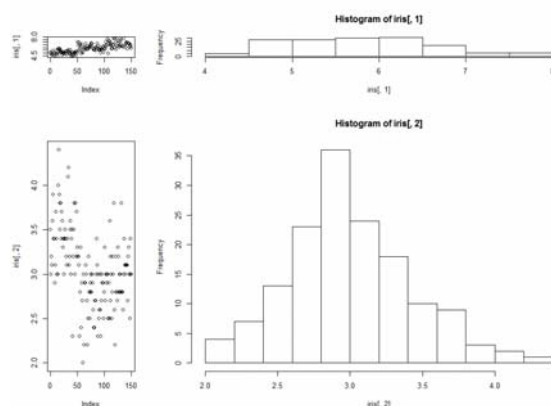 Histogram of iris[, 1]
iris[, 1]
4.5
6.0
0 50 100 150
Index
Frequency
0
25
4 5 6 7 8
iris[, 1]
Histogram of iris[, 2]
iris[, 2]
2.0 2.5 3.0 3.5 4.0
0 50 100 150
Index
Frequency
0 5 10 15 20 25 30 35
2.0 2.5 3.0 3.5 4.0
iris[, 2]